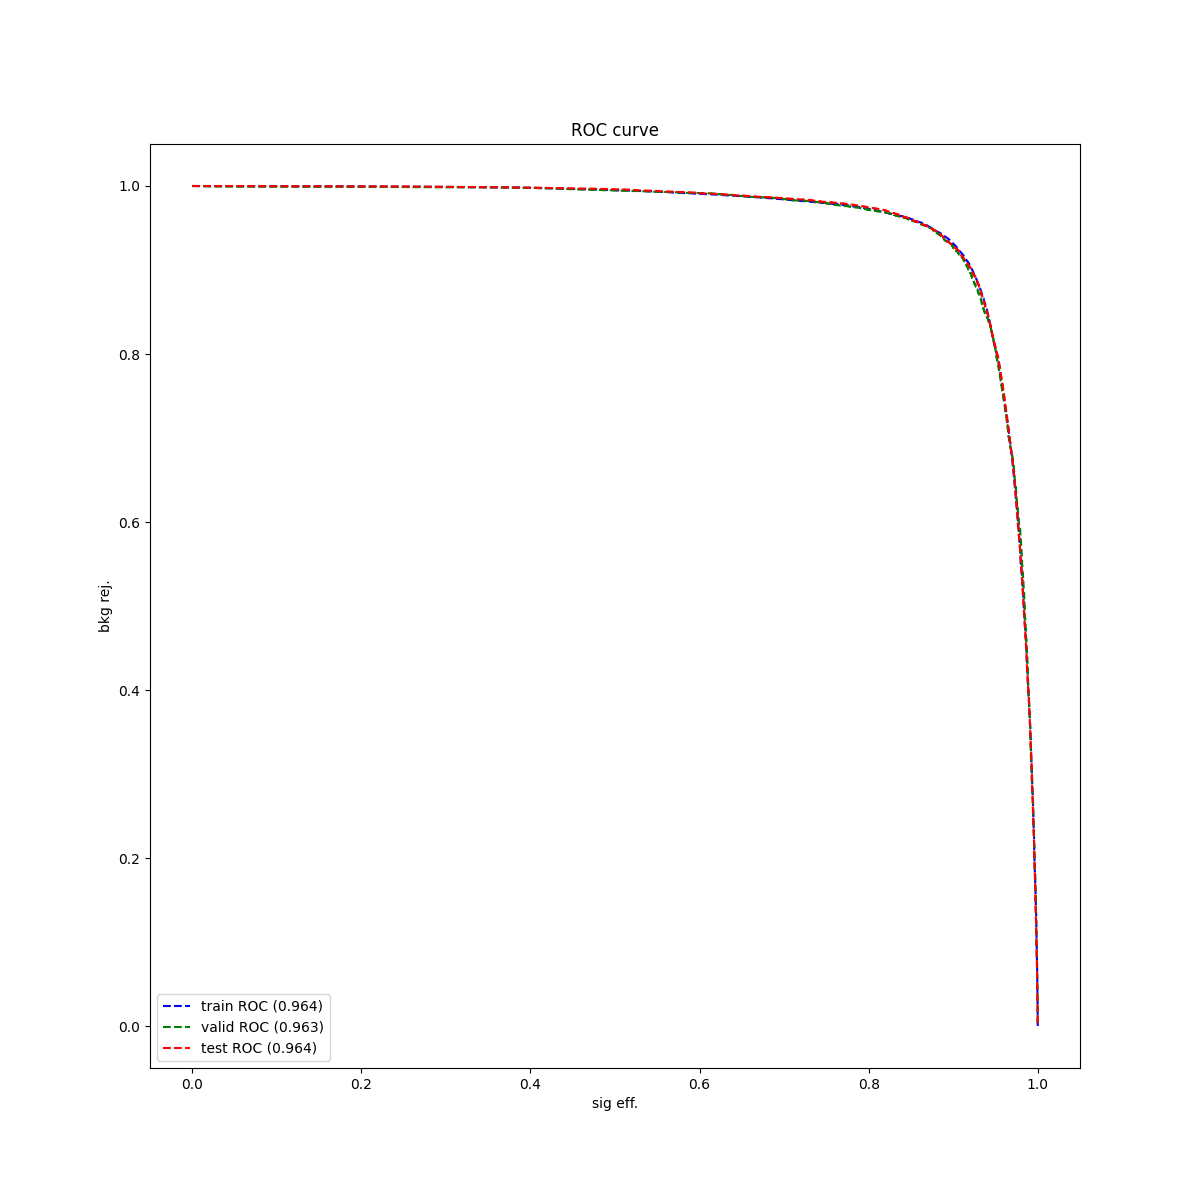 ROC curve
1.0
0.8
0.6
0.4
0.2
0.0
bkg rej.
train ROC (0.964)
valid ROC (0.963)
test ROC (0.964)
0.0 0.2 0.4 0.6 0.8 1.0
sig eff.